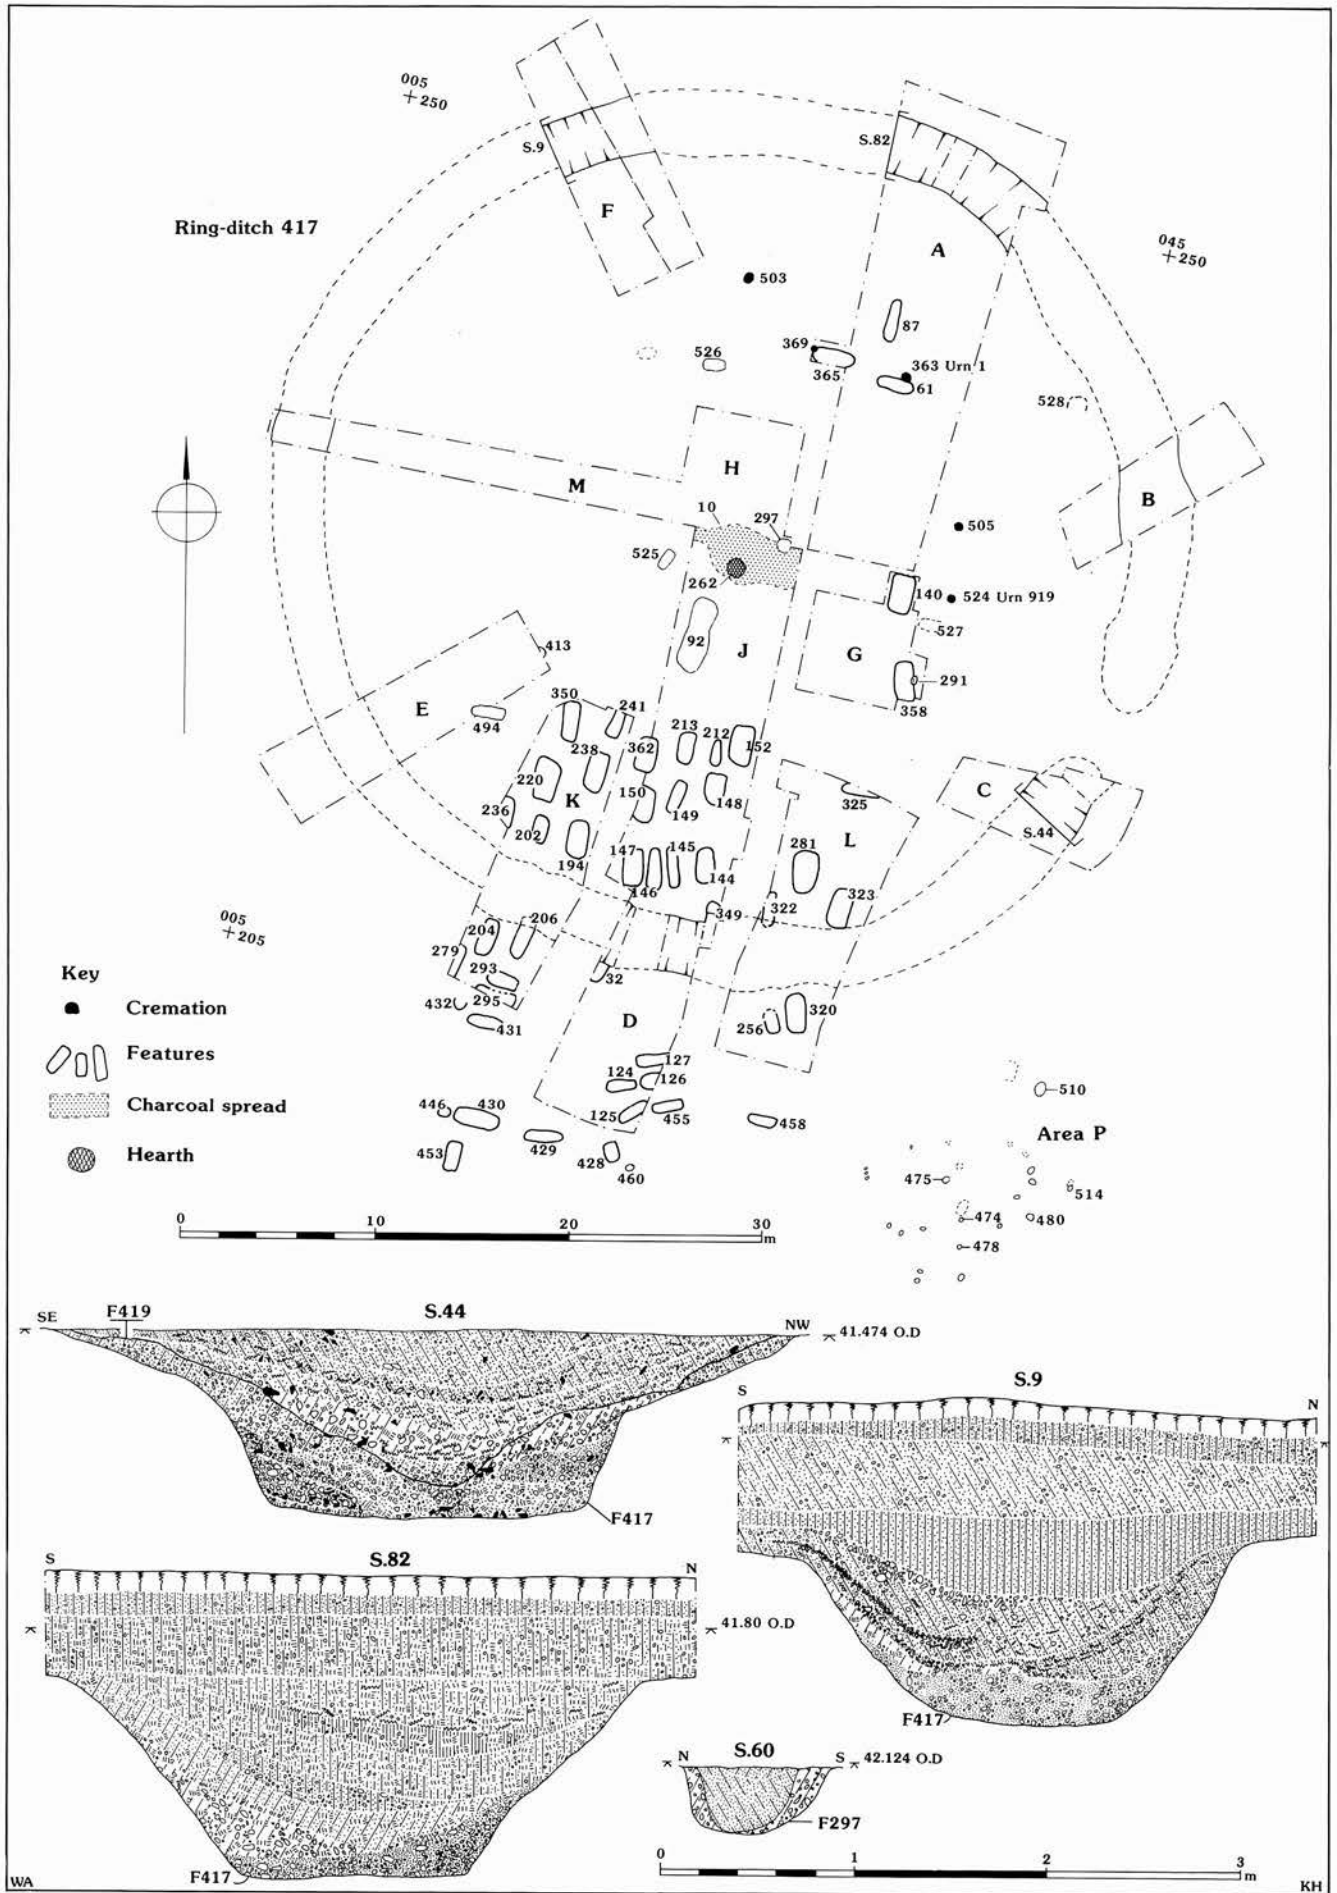 005
+250
S.9
S.82
Ring-ditch 417
F
A
045
+250
503
87
369
526
365
363 Urn 1
61
528
H
M
B
10
297
505
525
262
140
524 Urn 919
527
92
J
G
413
291
358
350
241
E
494
213
212
238
362
152
220
C
325
150
K
148
236
149
S.44
202
L
281
147
145
194
144
146
323
322
349
005
+205
206
204
279
Key
293
32
Cremation
432
295
320
D
256
431
Features
127
124
126
510
446
430
Charcoal spread
125
455
458
Area P
429
Hearth
453
428
475
460
514
474
480
0 10 20 30 m
478
SE F419 S.44 NW
41.474 O.D
S.9
S N
F417
S S.82 N
41.80 O.D
F417
N S.60 S
42.124 O.D
F297
F417
0 1 2 3 m
WA KH